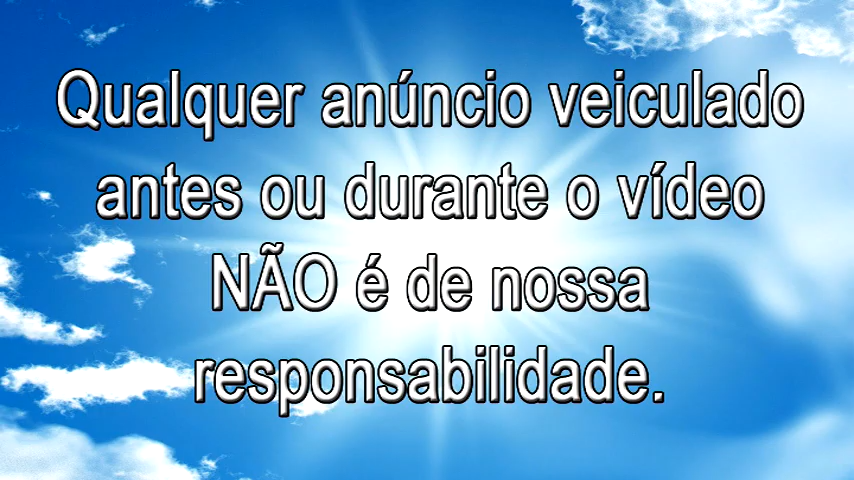 Qualquer anúncio veiculado
antes ou durante o vídeo
NÃO é de nossa
responsabilidade.